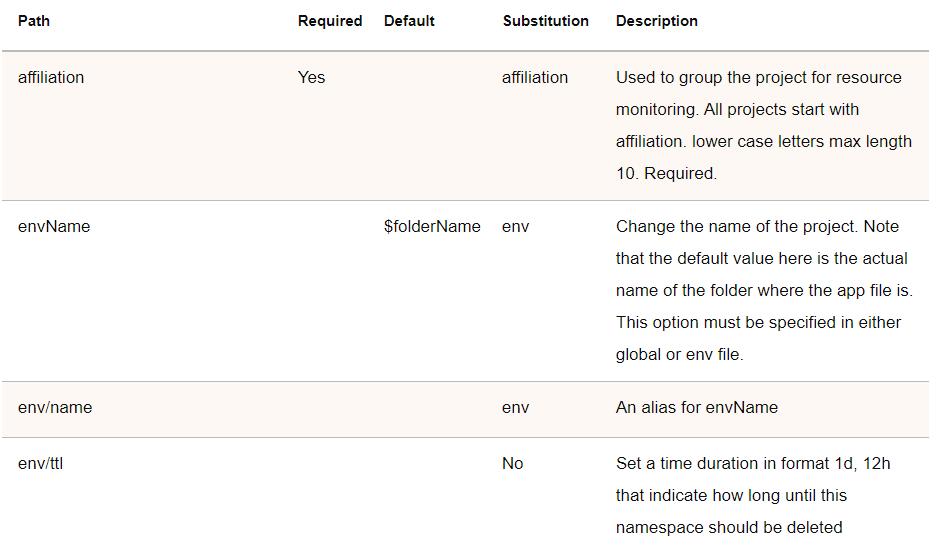 Path Required Default Substitution Description
affiliation Yes affiliation Used to group the project for resource
monitoring. All projects start with
affiliation. lower case letters max length
10. Required.
envName $folderName env Change the name of the project. Note
that the default value here is the actual
name of the folder where the app file is.
This option must be specified in either
global or env file.
env/name env An alias for envName
env/ttl No Set a time duration in format 1d, 12h
that indicate how long until this
namespace should be deleted